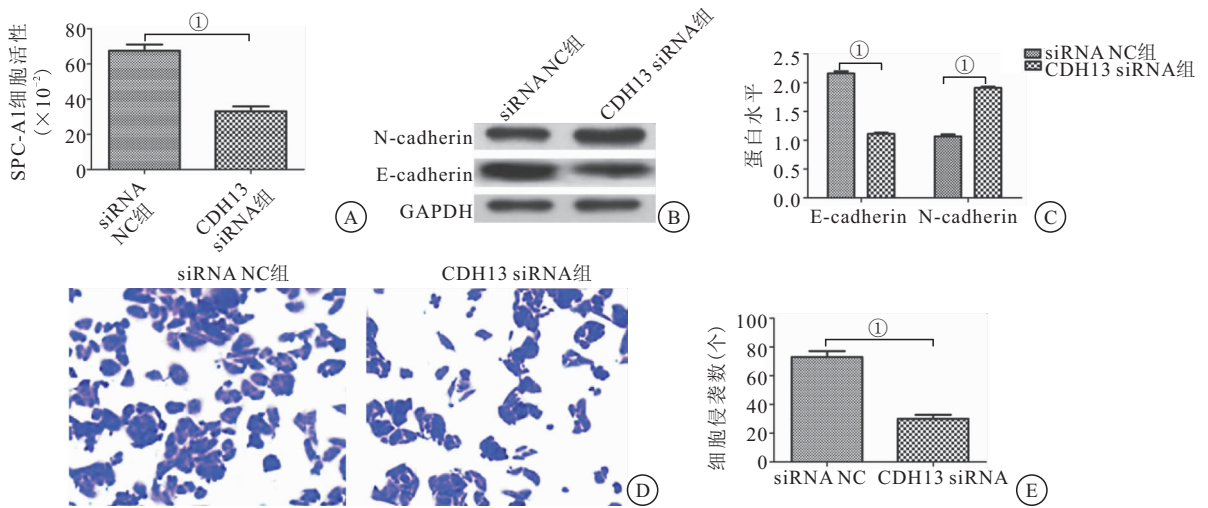 ①
80
60
40
20
0
SPC-A1细胞活性
(×10⁻²)
siRNA
NC组
CDH13
siRNA组
A
siRNA NC组
CDH13 siRNA组
N-cadherin
E-cadherin
GAPDH
B
siRNA NC组
CDH13 siRNA组
①
①
2.5
2.0
1.5
1.0
0.5
0.0
蛋白水平
E-cadherin
N-cadherin
C
siRNA NC组
CDH13 siRNA组
D
①
100
80
60
40
20
0
细胞侵袭数(个)
siRNA NC
CDH13 siRNA
E